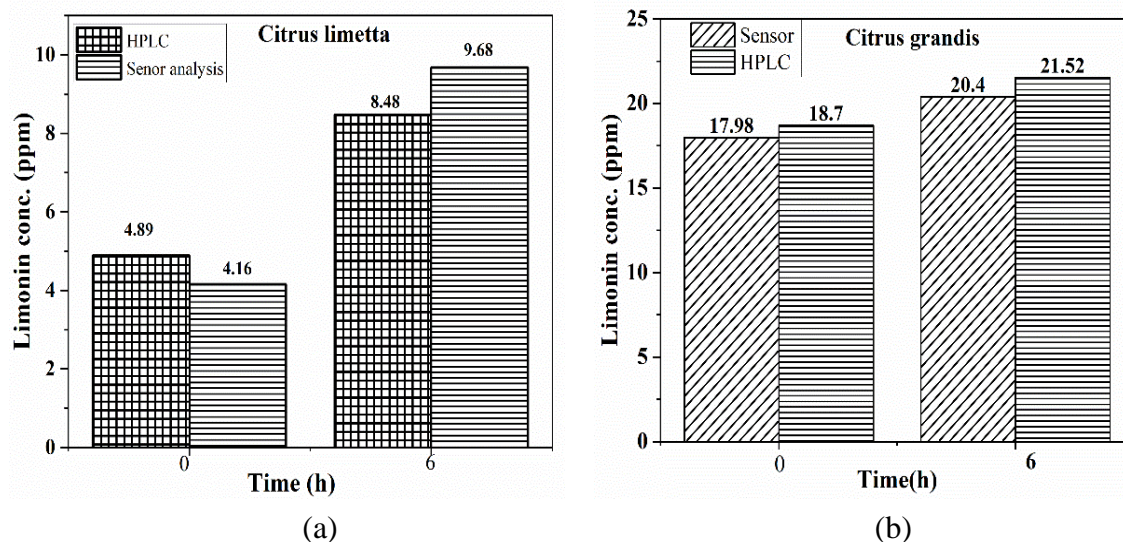 Citrus limetta
HPLC
Senor analysis
Limonin conc. (ppm)
10
8
6
4
2
0
4.89
4.16
8.48
9.68
0
6
Time (h)
(a)
Citrus grandis
Sensor
HPLC
Limonin conc. (ppm)
25
20
15
10
5
0
17.98
18.7
20.4
21.52
0
6
Time(h)
(b)